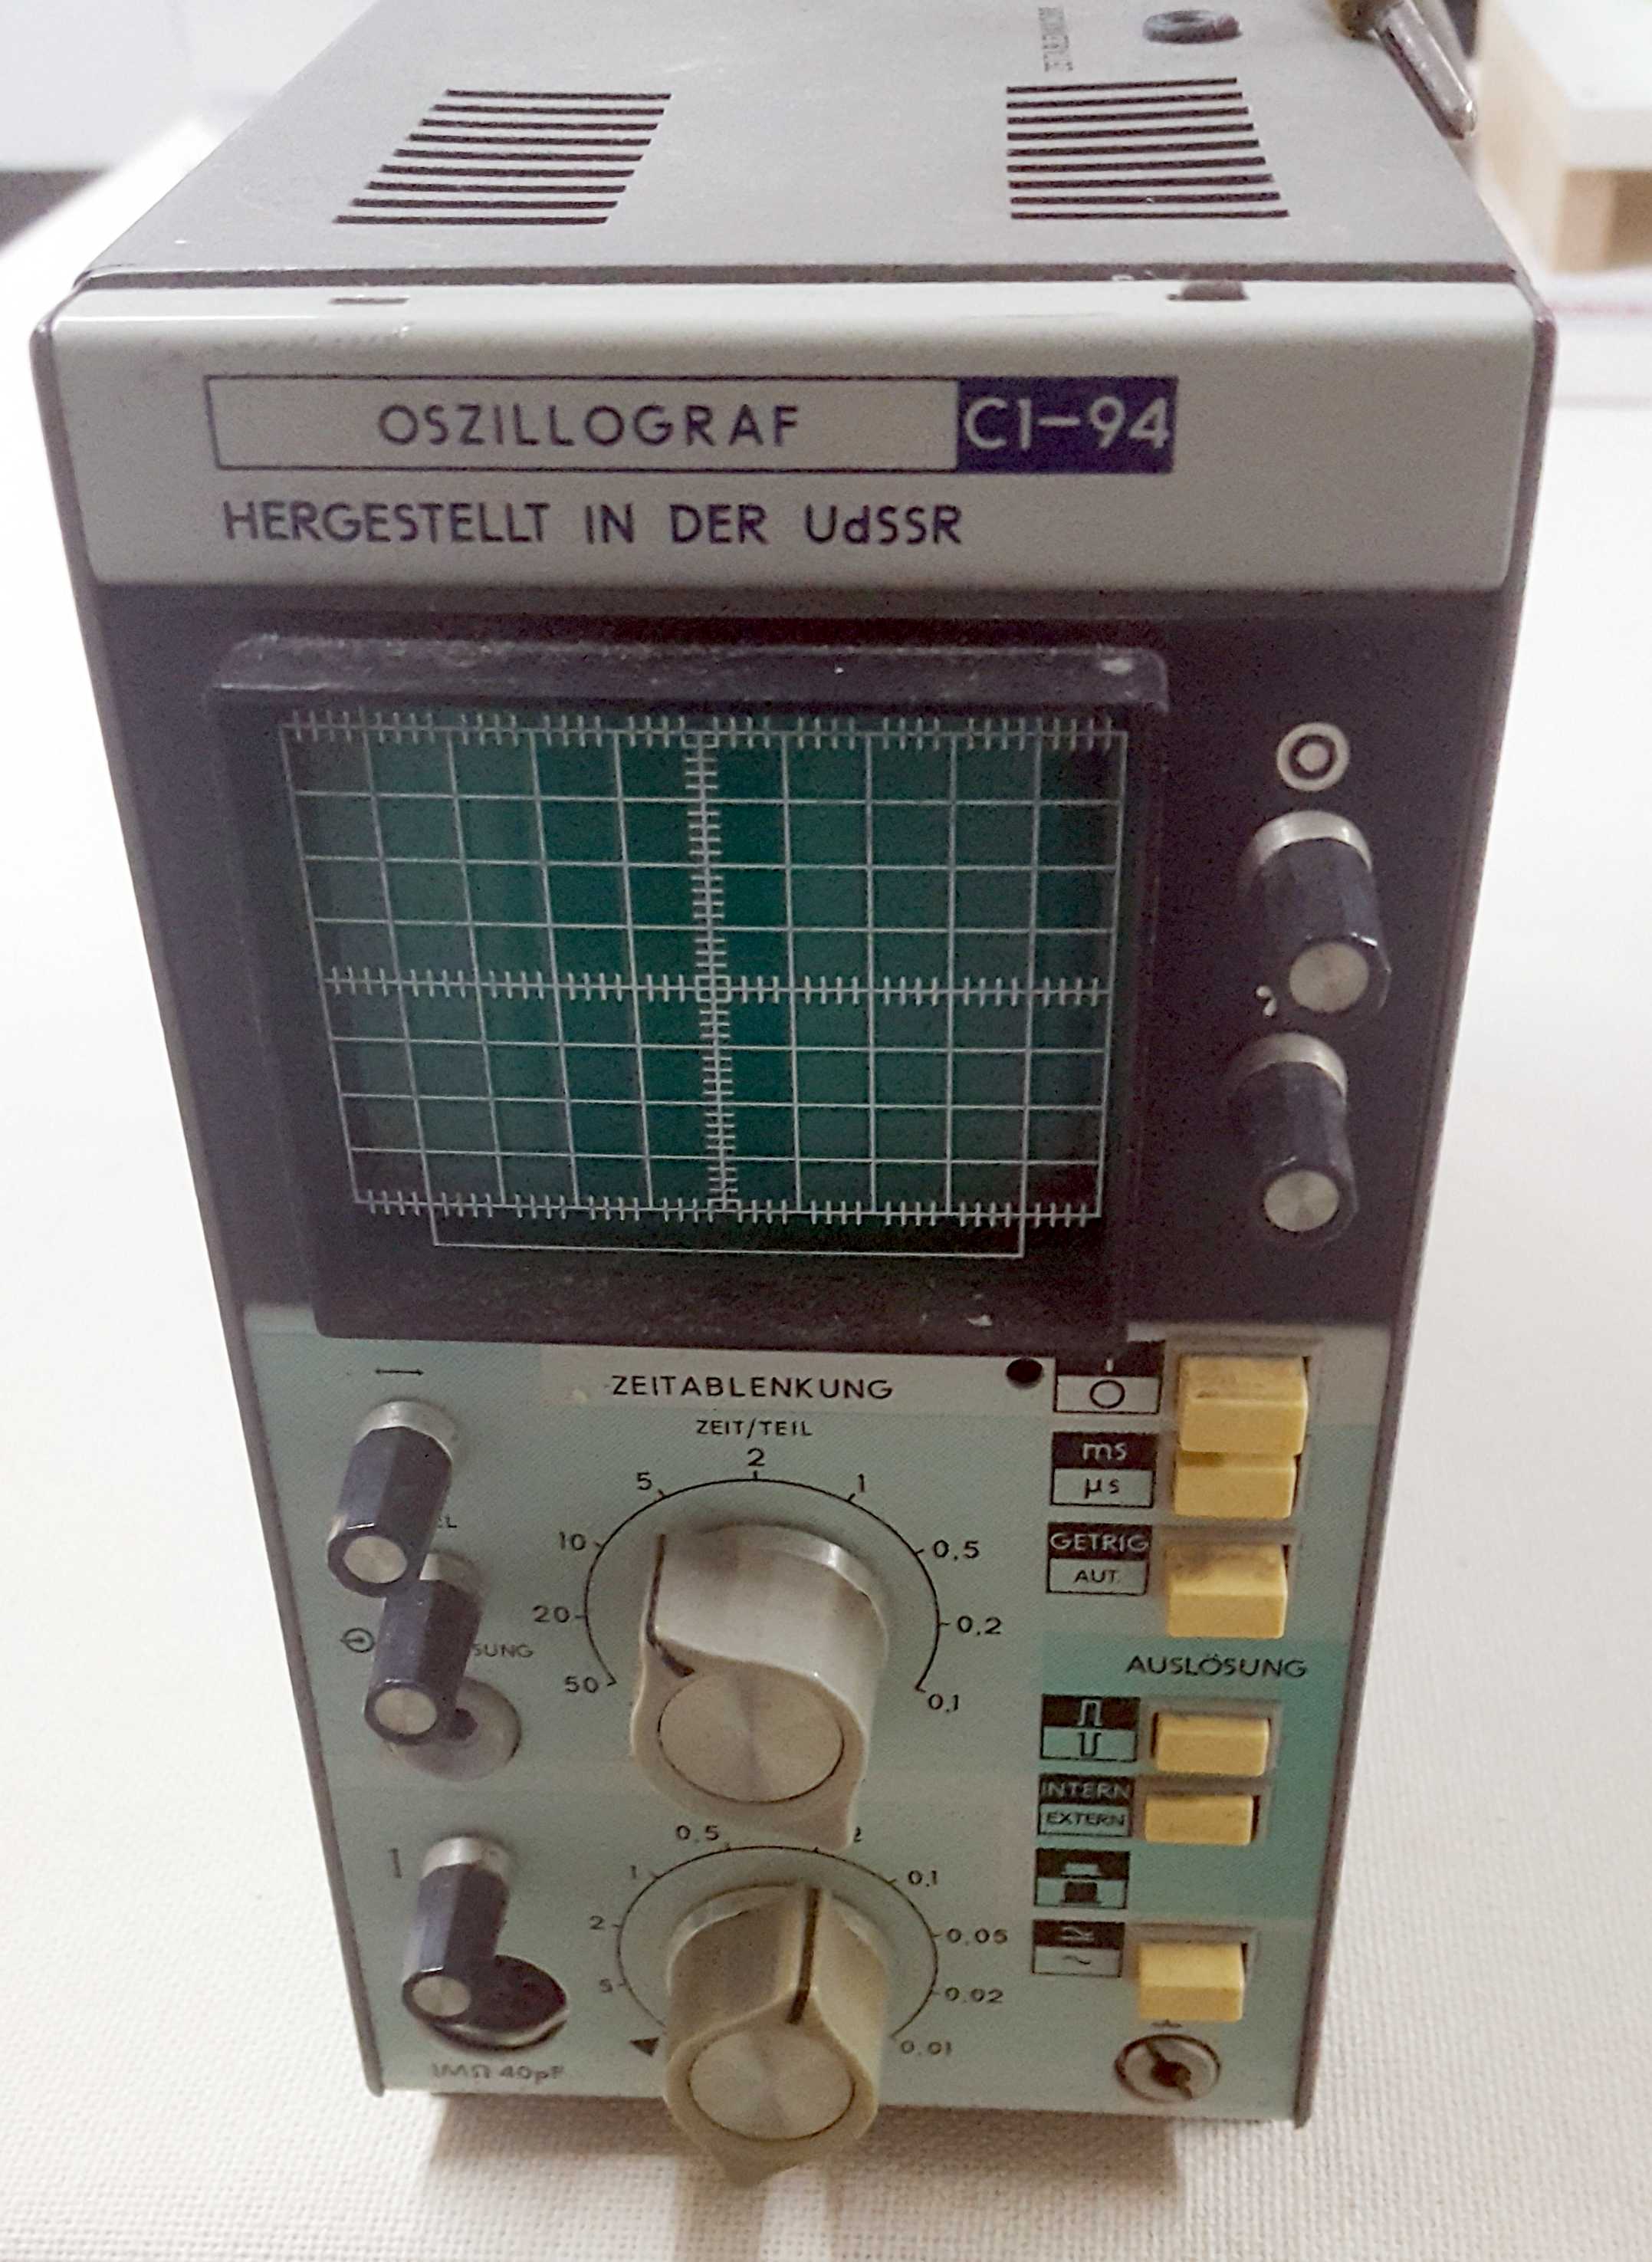 OSZILLOGRAF C1-94
HERGESTELLT IN DER UdSSR
ZEITABLENKUNG
ZEIT/TEIL
50 20 10 5 2 1 0,5 0,2 0,1
ms
µs
GETRIG
AUT.
AUSLÖSUNG
INTERN
EXTERN
5 2 1 0,5 0,1 0,05 0,02 0,01
1MΩ 40pF